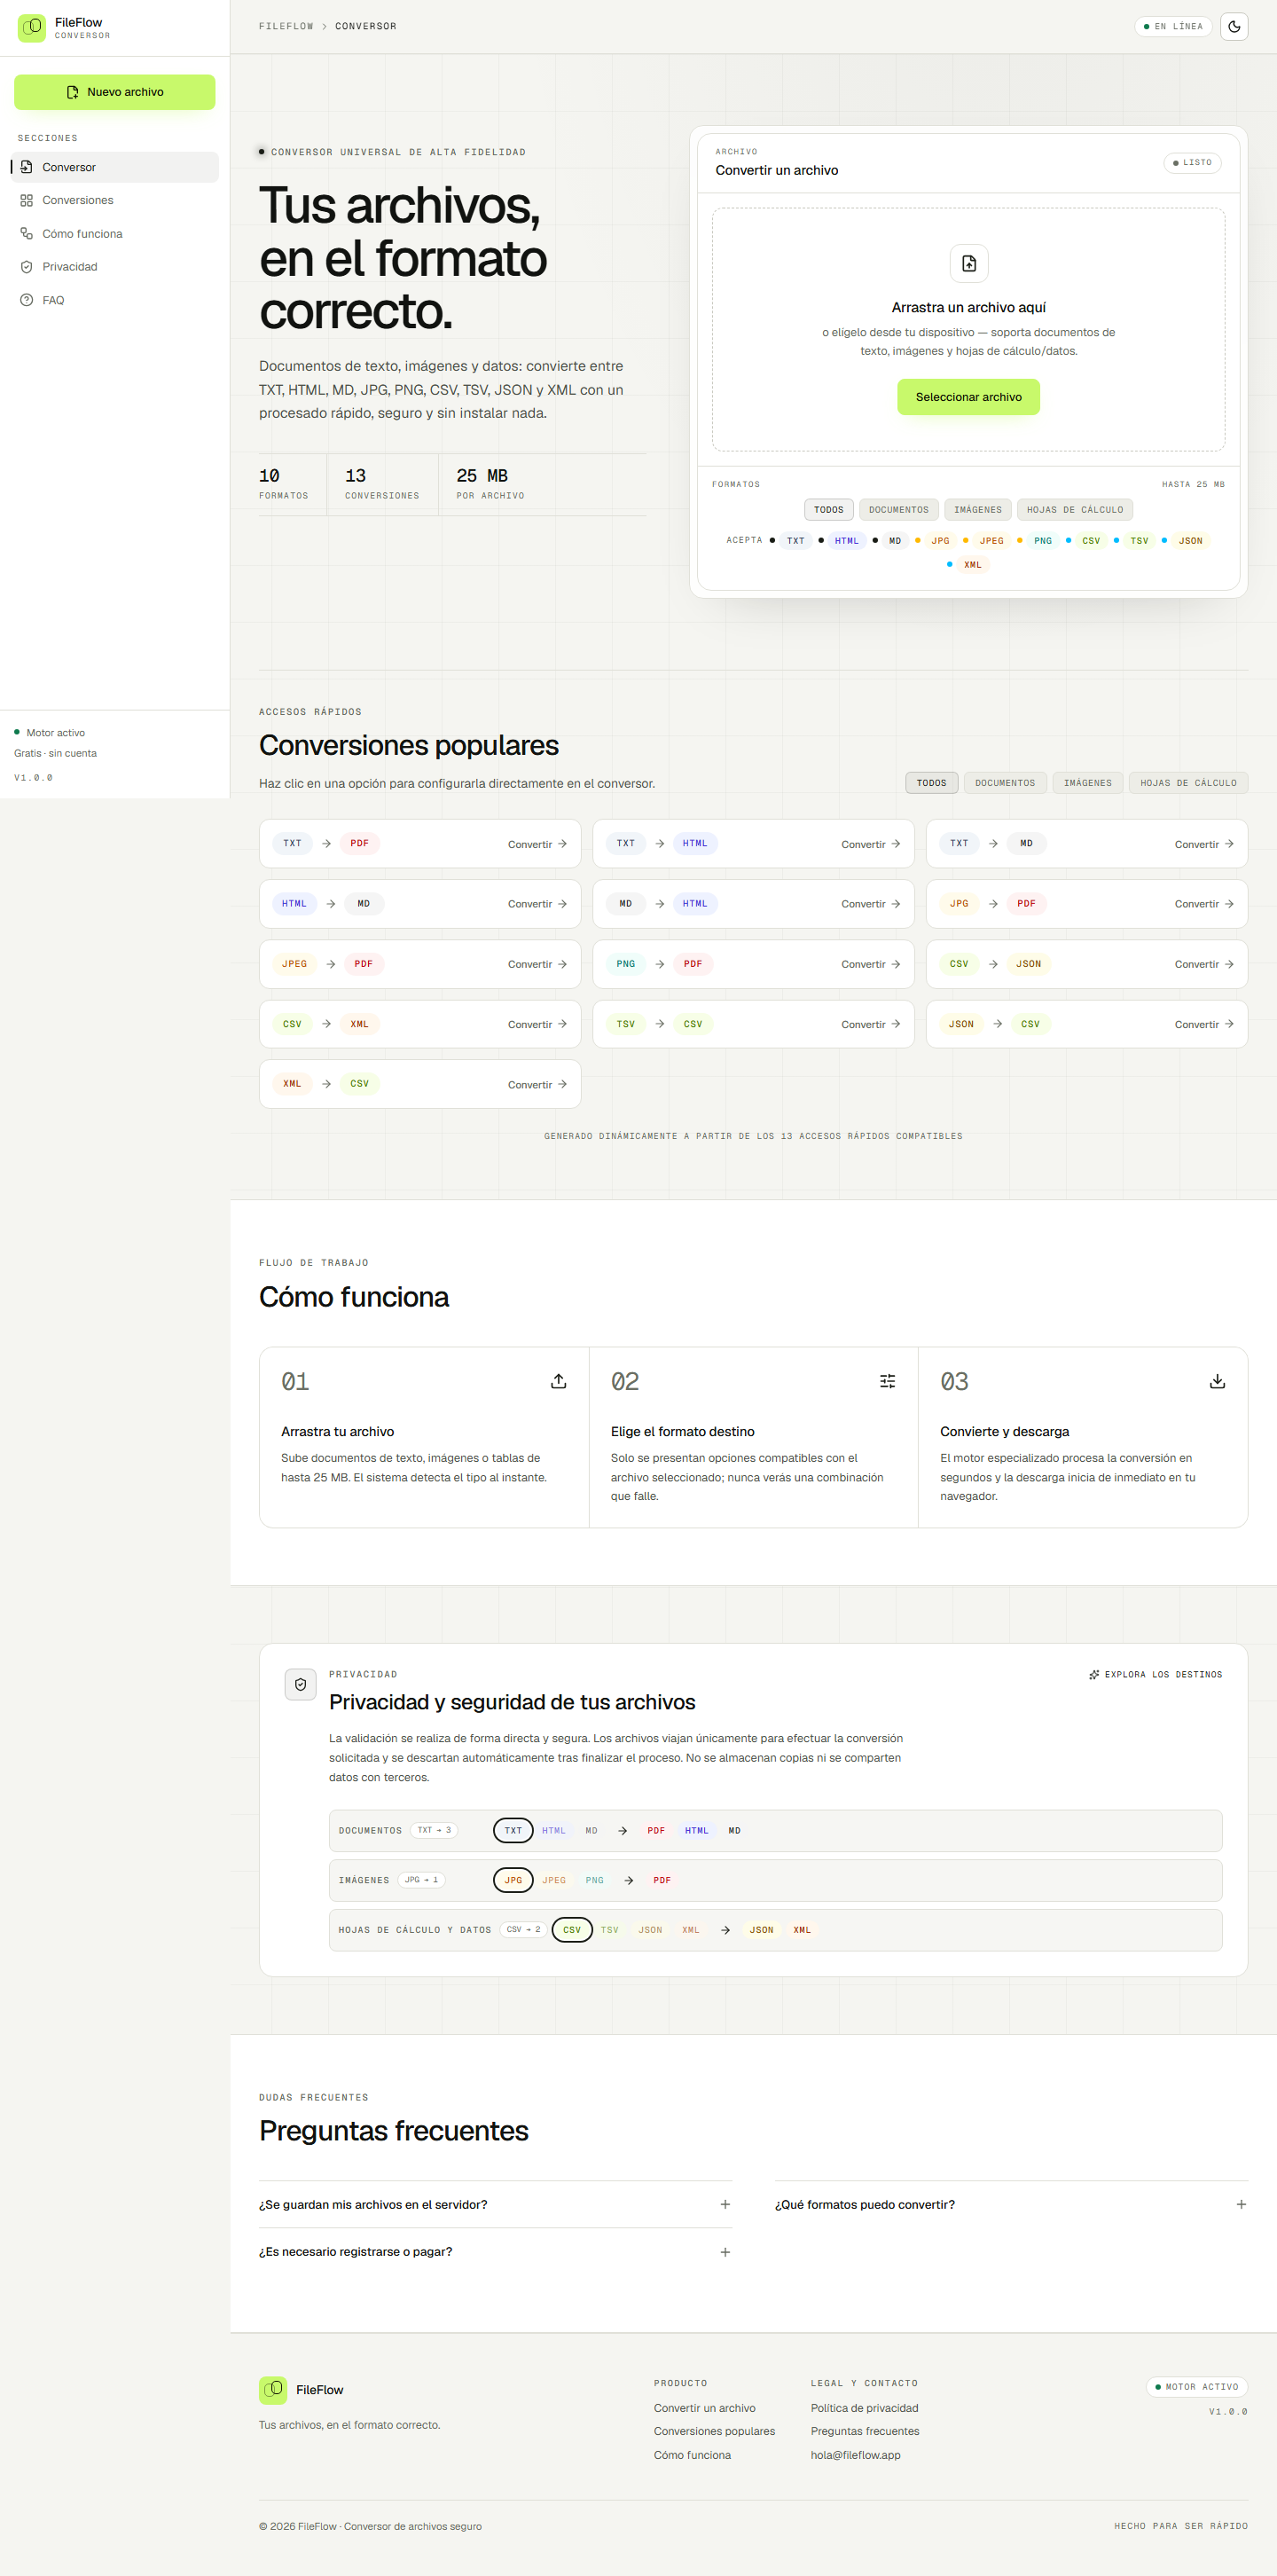 FileFlow
CONVERSOR
Nuevo archivo
SECCIONES
Conversor
Conversiones
Cómo funciona
Privacidad
FAQ
Motor activo
Gratis · sin cuenta
V1.0.0
FILEFLOW > CONVERSOR
EN LÍNEA
CONVERSOR UNIVERSAL DE ALTA FIDELIDAD
Tus archivos,
en el formato
correcto.
Documentos de texto, imágenes y datos: convierte entre
TXT, HTML, MD, JPG, PNG, CSV, TSV, JSON y XML con un
procesado rápido, seguro y sin instalar nada.
10
FORMATOS
13
CONVERSIONES
25 MB
POR ARCHIVO
ARCHIVO
Convertir un archivo
LISTO
Arrastra un archivo aquí
o elígelo desde tu dispositivo — soporta documentos de
texto, imágenes y hojas de cálculo/datos.
Seleccionar archivo
FORMATOS
HASTA 25 MB
TODOS DOCUMENTOS IMÁGENES HOJAS DE CÁLCULO
ACEPTA TXT HTML MD JPG JPEG PNG CSV TSV JSON
XML
ACCESOS RÁPIDOS
Conversiones populares
Haz clic en una opción para configurarla directamente en el conversor.
TODOS DOCUMENTOS IMÁGENES HOJAS DE CÁLCULO
TXT → PDF Convertir →
TXT → HTML Convertir →
TXT → MD Convertir →
HTML → MD Convertir →
MD → HTML Convertir →
JPG → PDF Convertir →
JPEG → PDF Convertir →
PNG → PDF Convertir →
CSV → JSON Convertir →
CSV → XML Convertir →
TSV → CSV Convertir →
JSON → CSV Convertir →
XML → CSV Convertir →
GENERADO DINÁMICAMENTE A PARTIR DE LOS 13 ACCESOS RÁPIDOS COMPATIBLES
FLUJO DE TRABAJO
Cómo funciona
01
Arrastra tu archivo
Sube documentos de texto, imágenes o tablas de
hasta 25 MB. El sistema detecta el tipo al instante.
02
Elige el formato destino
Solo se presentan opciones compatibles con el
archivo seleccionado; nunca verás una combinación
que falle.
03
Convierte y descarga
El motor especializado procesa la conversión en
segundos y la descarga inicia de inmediato en tu
navegador.
PRIVACIDAD
EXPLORA LOS DESTINOS
Privacidad y seguridad de tus archivos
La validación se realiza de forma directa y segura. Los archivos viajan únicamente para efectuar la conversión
solicitada y se descartan automáticamente tras finalizar el proceso. No se almacenan copias ni se comparten
datos con terceros.
DOCUMENTOS TXT → 3 TXT HTML MD → PDF HTML MD
IMÁGENES JPG → 1 JPG JPEG PNG → PDF
HOJAS DE CÁLCULO Y DATOS CSV → 2 CSV TSV JSON XML → JSON XML
DUDAS FRECUENTES
Preguntas frecuentes
¿Se guardan mis archivos en el servidor? +
¿Qué formatos puedo convertir? +
¿Es necesario registrarse o pagar? +
FileFlow
Tus archivos, en el formato correcto.
PRODUCTO
Convertir un archivo
Conversiones populares
Cómo funciona
LEGAL Y CONTACTO
Política de privacidad
Preguntas frecuentes
hola@fileflow.app
MOTOR ACTIVO
V1.0.0
© 2026 FileFlow · Conversor de archivos seguro
HECHO PARA SER RÁPIDO